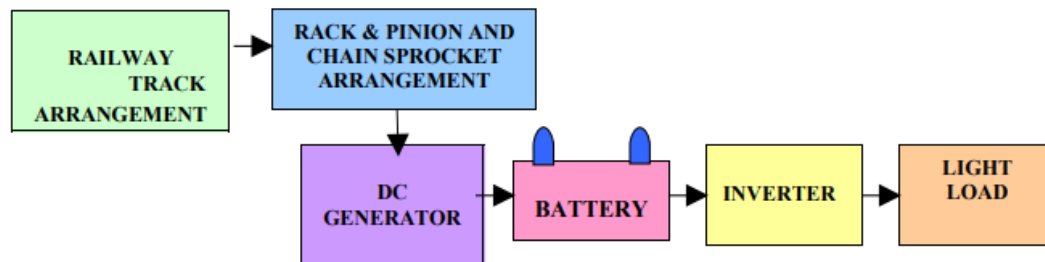 RAILWAY
TRACK
ARRANGEMENT
RACK & PINION AND
CHAIN SPROCKET
ARRANGEMENT
DC
GENERATOR
BATTERY
INVERTER
LIGHT
LOAD